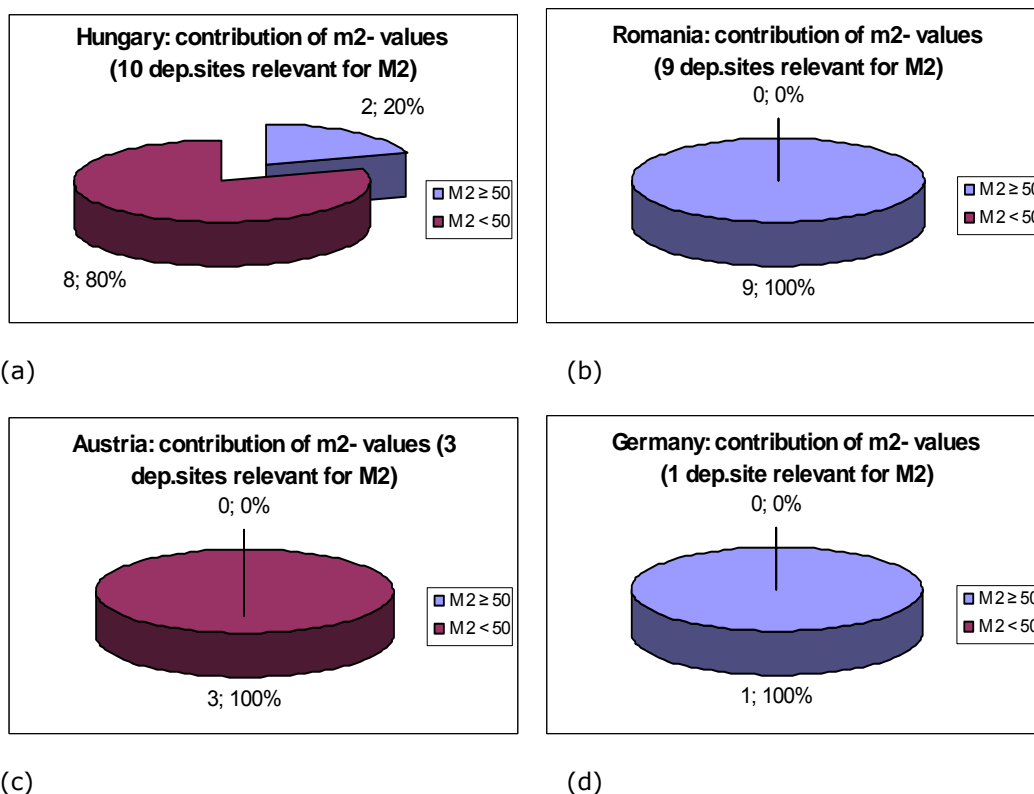 Hungary: contribution of m2- values
(10 dep.sites relevant for M2)
2; 20%
M2 ≥ 50
M2 < 50
8; 80%
(a)
Romania: contribution of m2- values
(9 dep.sites relevant for M2)
0; 0%
M2 ≥ 50
M2 < 50
9; 100%
(b)
Austria: contribution of m2- values (3
dep.sites relevant for M2)
0; 0%
M2 ≥ 50
M2 < 50
3; 100%
(c)
Germany: contribution of m2- values
(1 dep.site relevant for M2)
0; 0%
M2 ≥ 50
M2 < 50
1; 100%
(d)